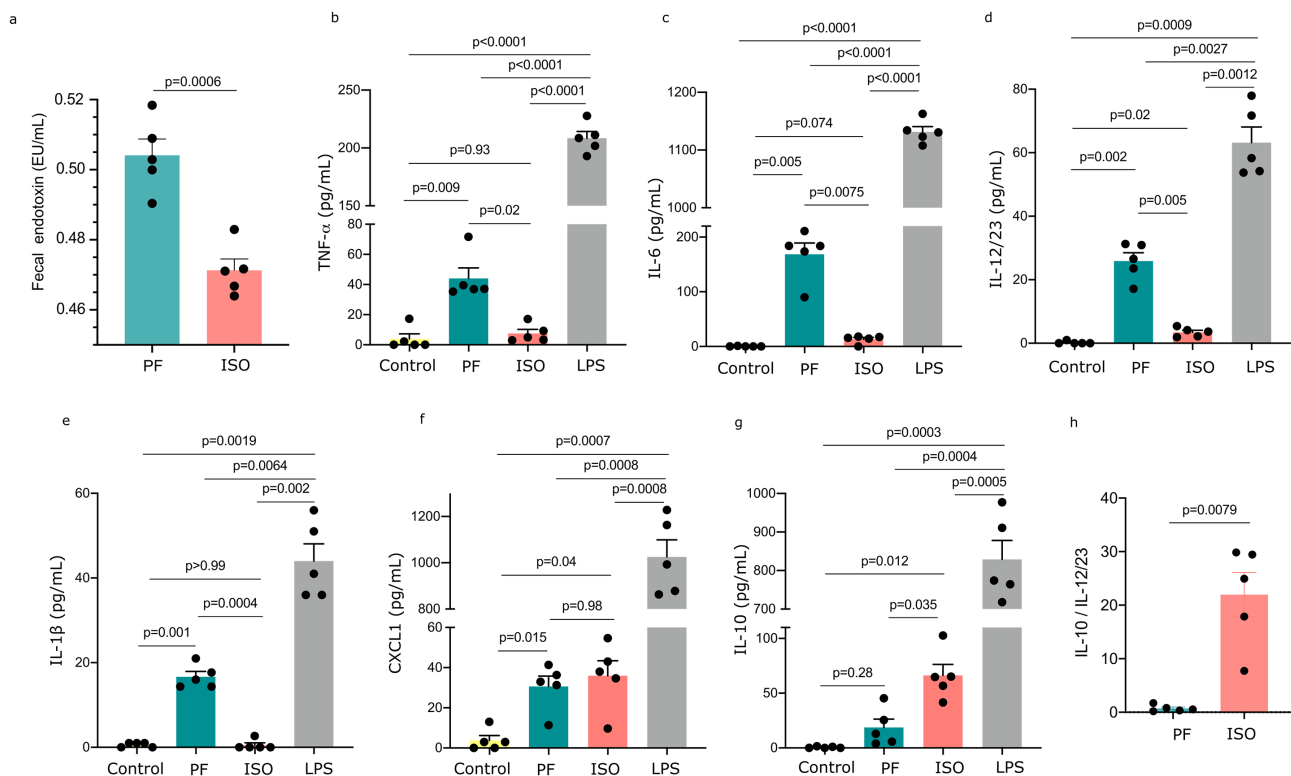 a
p=0.0006
Fecal endotoxin (EU/mL)
0.52
0.50
0.48
0.46
PF ISO
b
p<0.0001
p<0.0001
p<0.0001
p=0.93
p=0.009
p=0.02
TNF-α (pg/mL)
250
200
150
80
60
40
20
0
Control PF ISO LPS
c
p<0.0001
p<0.0001
p<0.0001
p=0.074
p=0.005
p=0.0075
IL-6 (pg/mL)
1200
1100
1000
200
100
0
Control PF ISO LPS
d
p=0.0009
p=0.0027
p=0.0012
p=0.02
p=0.002
p=0.005
IL-12/23 (pg/mL)
80
60
40
20
0
Control PF ISO LPS
e
p=0.0019
p=0.0064
p=0.002
p>0.99
p=0.0004
p=0.001
IL-1β (pg/mL)
60
40
20
0
Control PF ISO LPS
f
p=0.0007
p=0.0008
p=0.0008
p=0.04
p=0.98
p=0.015
CXCL1 (pg/mL)
1200
1000
800
60
40
20
0
Control PF ISO LPS
g
p=0.0003
p=0.0004
p=0.0005
p=0.012
p=0.035
p=0.28
IL-10 (pg/mL)
1000
900
800
700
100
50
0
Control PF ISO LPS
h
p=0.0079
IL-10 / IL-12/23
40
30
20
10
0
PF ISO